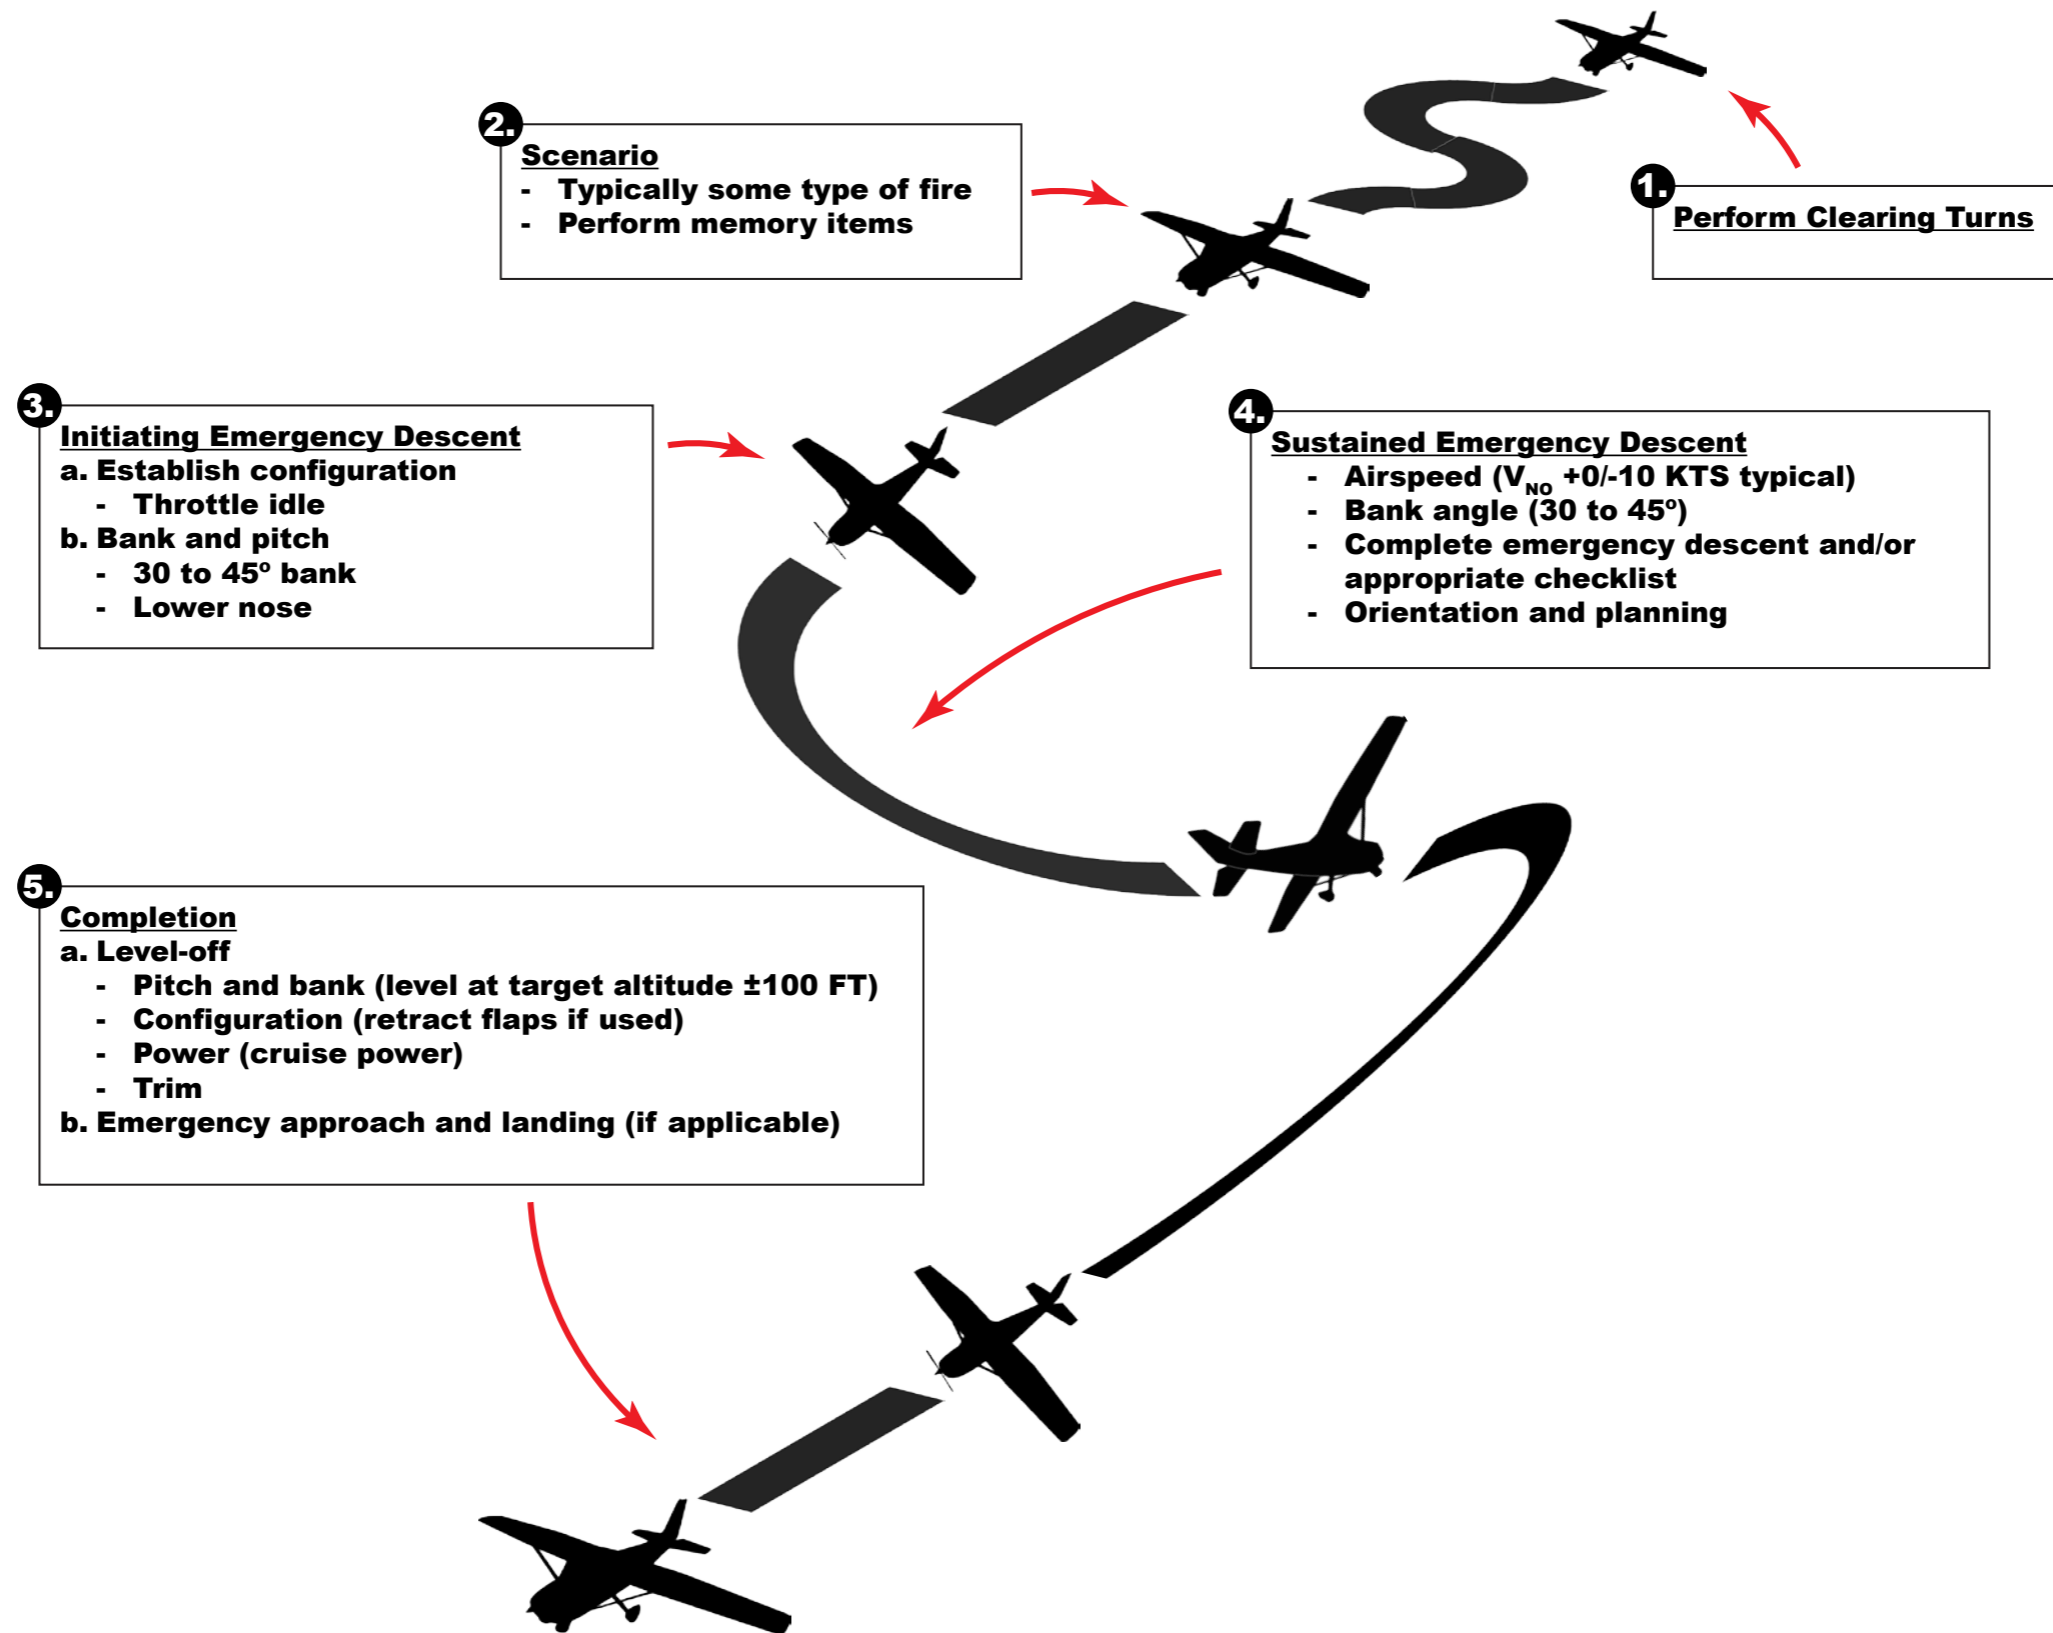 1.
Perform Clearing Turns
2.
Scenario
- Typically some type of fire
- Perform memory items
3.
Initiating Emergency Descent
a. Establish configuration
- Throttle idle
b. Bank and pitch
- 30 to 45º bank
- Lower nose
4.
Sustained Emergency Descent
- Airspeed (VNO +0/-10 KTS typical)
- Bank angle (30 to 45º)
- Complete emergency descent and/or
appropriate checklist
- Orientation and planning
5.
Completion
a. Level-off
- Pitch and bank (level at target altitude ±100 FT)
- Configuration (retract flaps if used)
- Power (cruise power)
- Trim
b. Emergency approach and landing (if applicable)